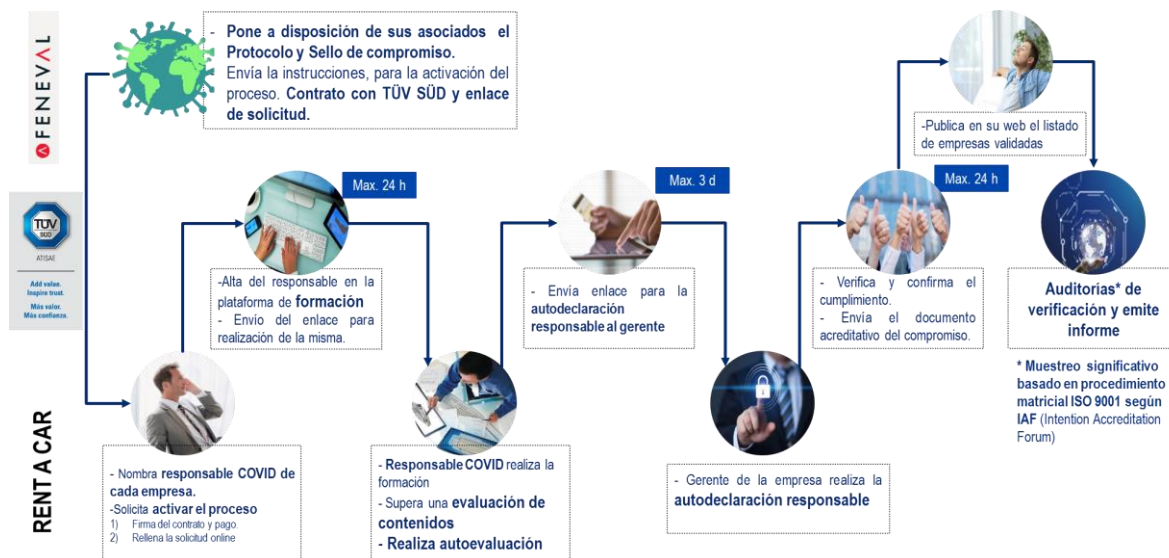 FENEVAL
- Pone a disposición de sus asociados el
Protocolo y Sello de compromiso.
Envía la instrucciones, para la activación del
proceso. Contrato con TÜV SÜD y enlace
de solicitud.
-Publica en su web el listado
de empresas validadas
TÜV
SÜD
ATISAE
Add value.
Inspire trust.
Más valor.
Más confianza.
Max. 24 h
-Alta del responsable en la
plataforma de formación
- Envío del enlace para
realización de la misma.
Max. 3 d
- Envía enlace para la
autodeclaración
responsable al gerente
Max. 24 h
- Verifica y confirma el
cumplimiento.
- Envía el documento
acreditativo del compromiso.
Auditorías* de
verificación y emite
informe
* Muestreo significativo
basado en procedimiento
matricial ISO 9001 según
IAF (Intention Accreditation
Forum)
RENT A CAR
- Nombra responsable COVID de
cada empresa.
-Solicita activar el proceso
1) Firma del contrato y pago.
2) Rellena la solicitud online
- Responsable COVID realiza la
formación
- Supera una evaluación de
contenidos
- Realiza autoevaluación
- Gerente de la empresa realiza la
autodeclaración responsable